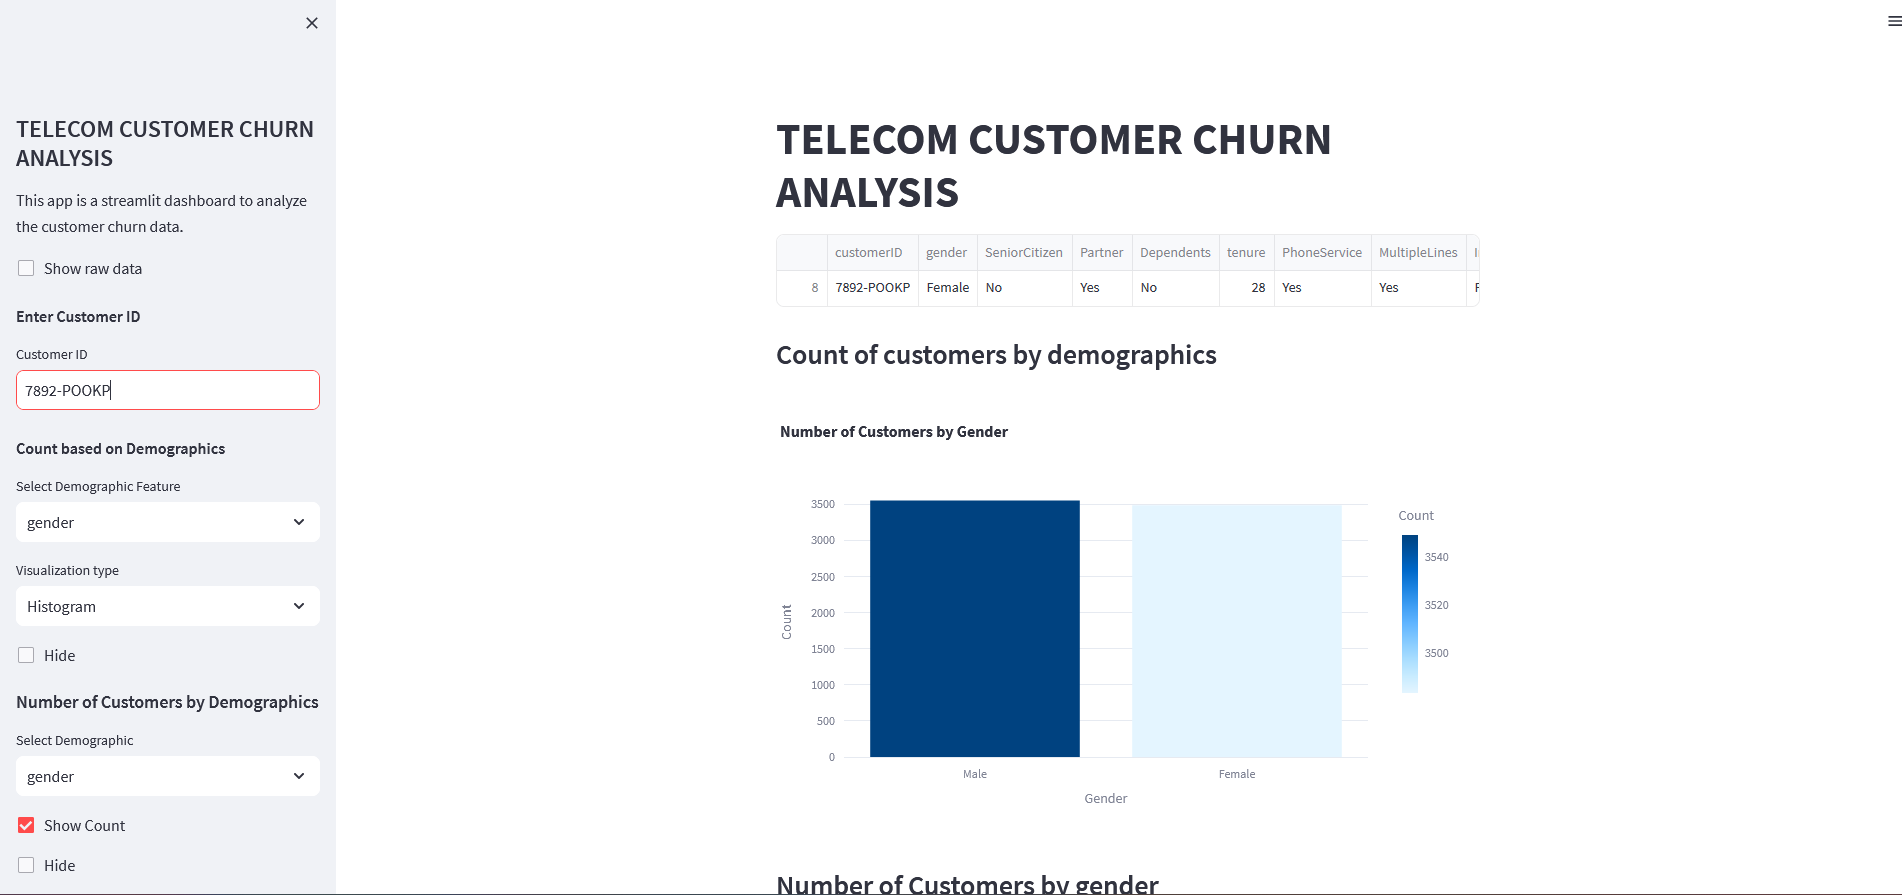 TELECOM CUSTOMER CHURN
ANALYSIS
This app is a streamlit dashboard to analyze
the customer churn data.
Show raw data
Enter Customer ID
Customer ID
7892-POOKP
Count based on Demographics
Select Demographic Feature
gender
Visualization type
Histogram
Hide
Number of Customers by Demographics
Select Demographic
gender
Show Count
Hide
TELECOM CUSTOMER CHURN
ANALYSIS
customerID gender SeniorCitizen Partner Dependents tenure PhoneService MultipleLines
8 7892-POOKP Female No Yes No 28 Yes Yes
Count of customers by demographics
Number of Customers by Gender
Count
3500
3000
2500
2000
1500
1000
500
0
Male Female
Gender
Count
3540
3520
3500
Number of Customers by gender